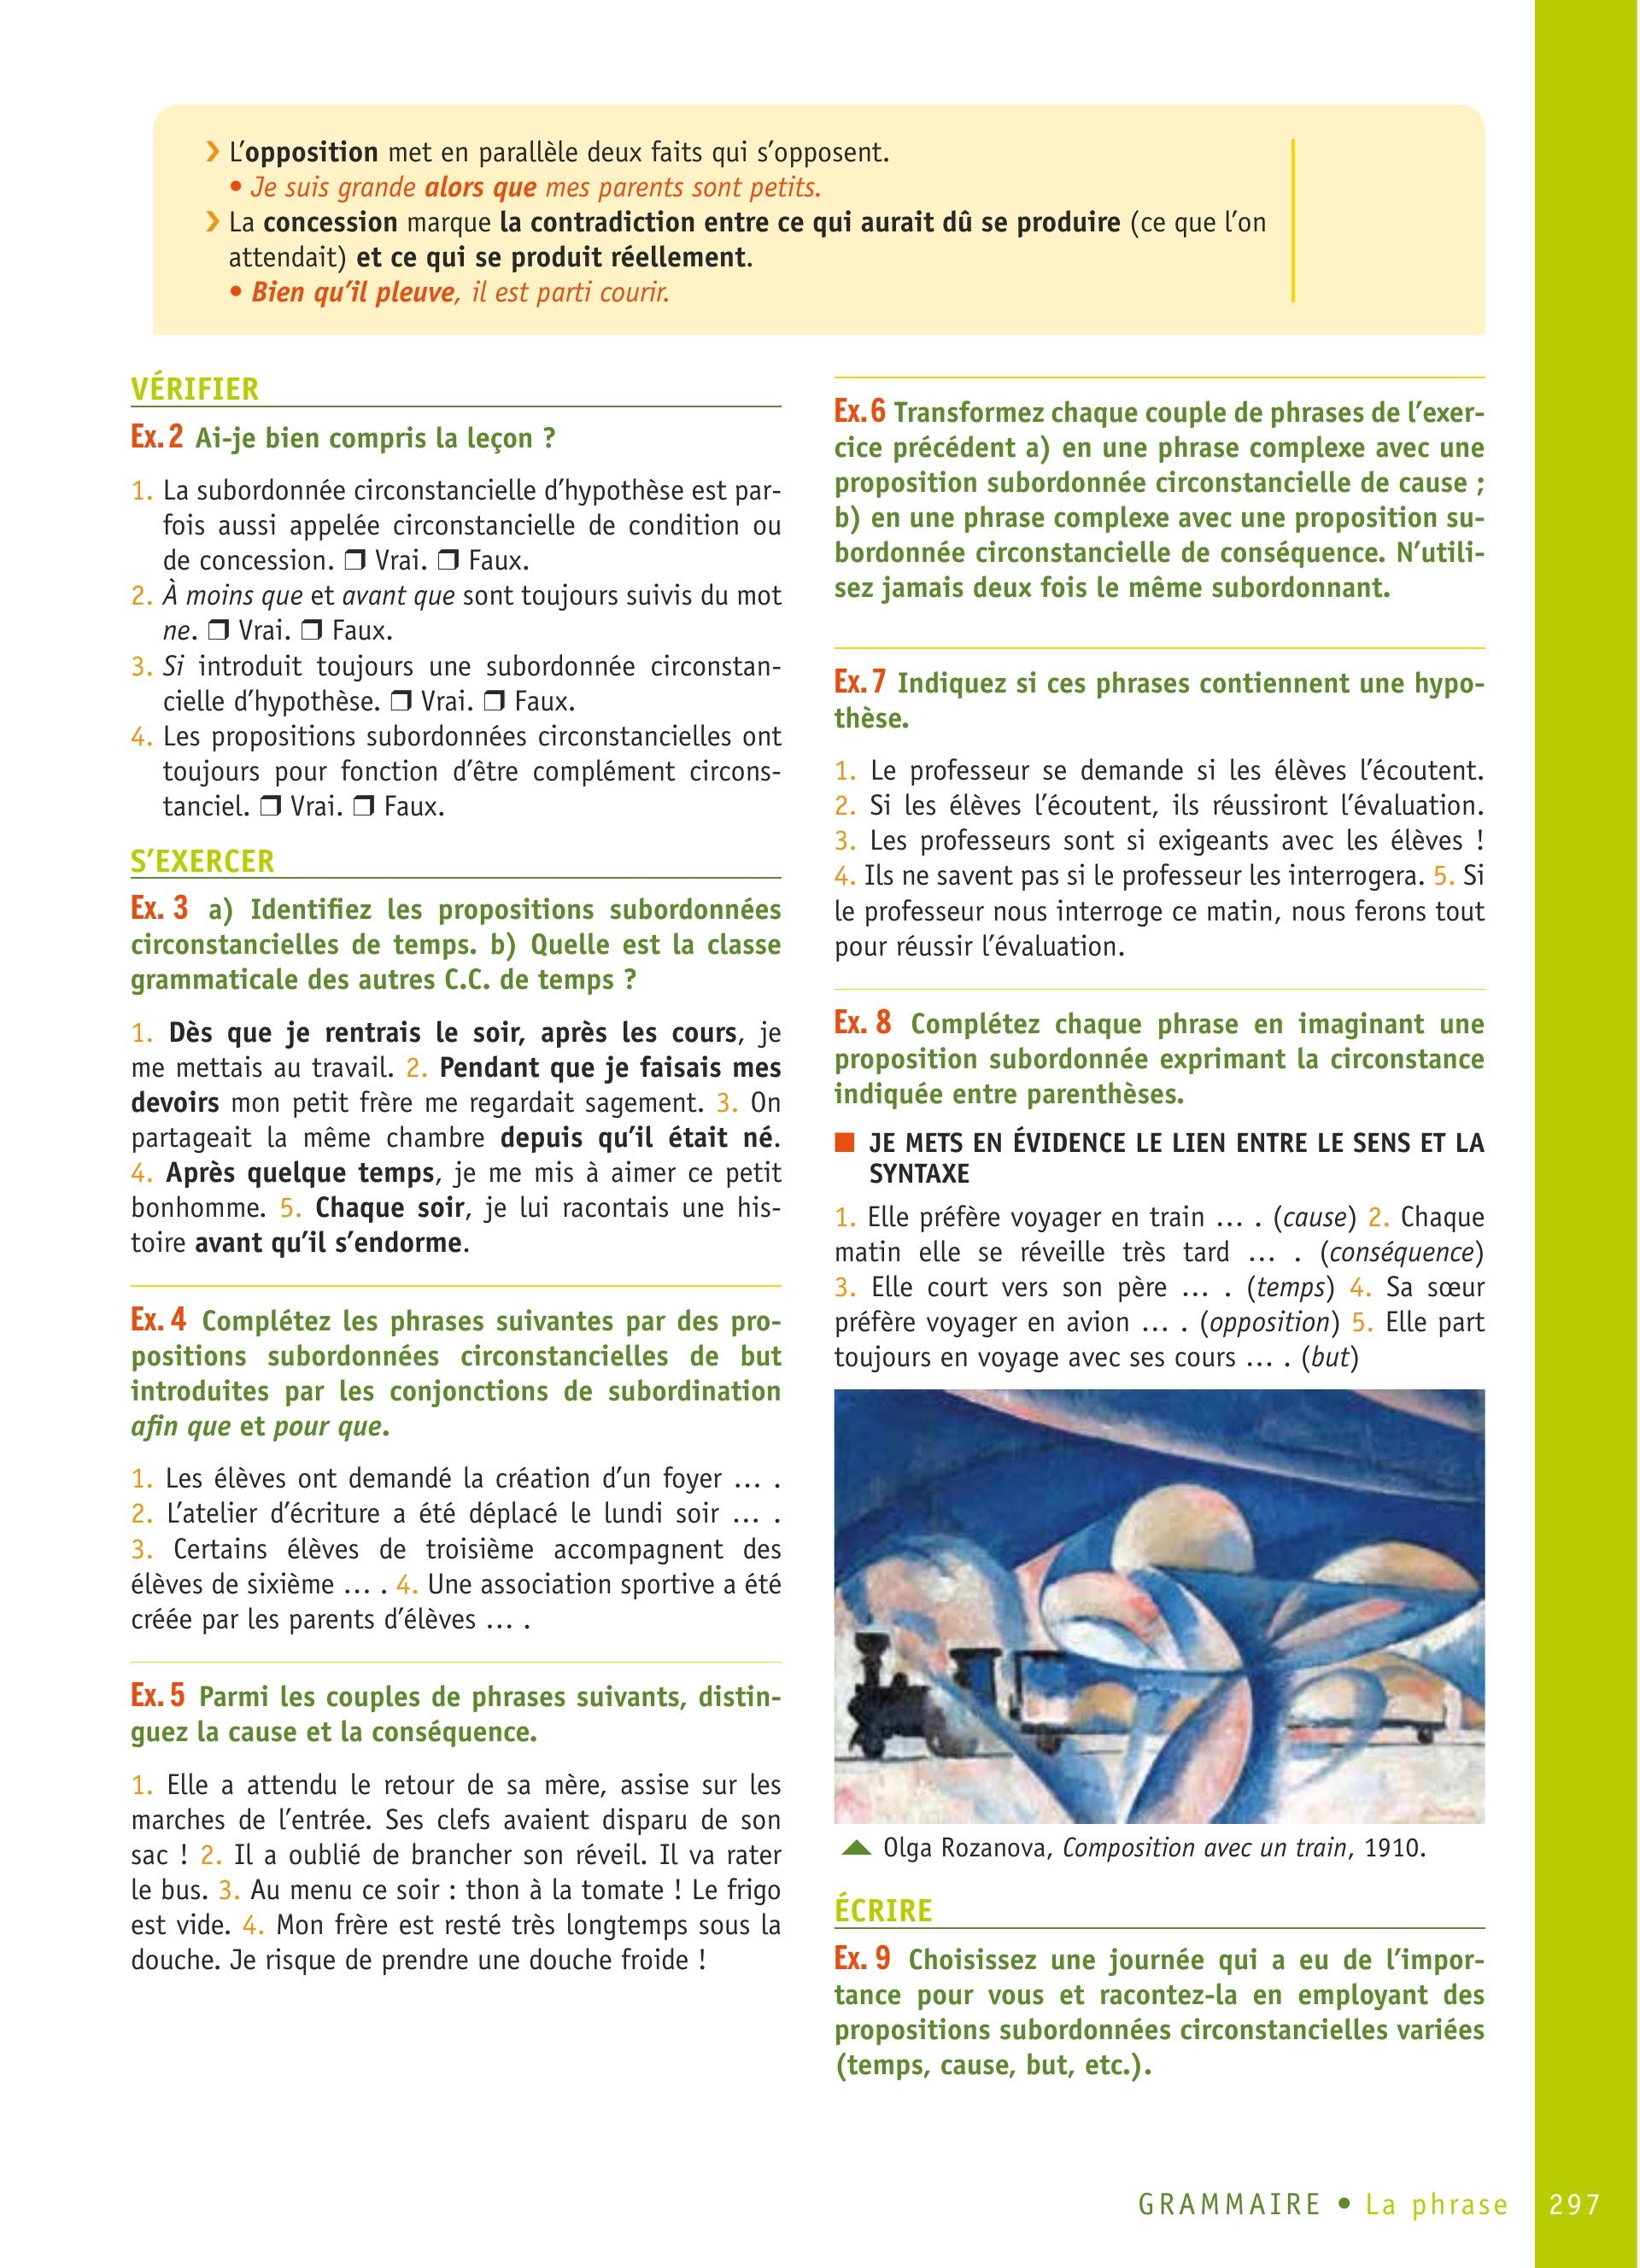 › L’opposition met en parallèle deux faits qui s’opposent.
• Je suis grande alors que mes parents sont petits.
› La concession marque la contradiction entre ce qui aurait dû se produire (ce que l’on
attendait) et ce qui se produit réellement.
• Bien qu’il pleuve, il est parti courir.
VÉRIFIER
Ex. 2 Ai-je bien compris la leçon ?
1. La subordonnée circonstancielle d’hypothèse est par-
fois aussi appelée circonstancielle de condition ou
de concession. ❒ Vrai. ❒ Faux.
2. À moins que et avant que sont toujours suivis du mot
ne. ❒ Vrai. ❒ Faux.
3. Si introduit toujours une subordonnée circonstan-
cielle d’hypothèse. ❒ Vrai. ❒ Faux.
4. Les propositions subordonnées circonstancielles ont
toujours pour fonction d’être complément circons-
tanciel. ❒ Vrai. ❒ Faux.
S’EXERCER
Ex. 3 a) Identifiez les propositions subordonnées
circonstancielles de temps. b) Quelle est la classe
grammaticale des autres C.C. de temps ?
1. Dès que je rentrais le soir, après les cours, je
me mettais au travail. 2. Pendant que je faisais mes
devoirs mon petit frère me regardait sagement. 3. On
partageait la même chambre depuis qu’il était né.
4. Après quelque temps, je me mis à aimer ce petit
bonhomme. 5. Chaque soir, je lui racontais une his-
toire avant qu’il s’endorme.
Ex. 4 Complétez les phrases suivantes par des pro-
positions subordonnées circonstancielles de but
introduites par les conjonctions de subordination
afin que et pour que.
1. Les élèves ont demandé la création d’un foyer … .
2. L’atelier d’écriture a été déplacé le lundi soir … .
3. Certains élèves de troisième accompagnent des
élèves de sixième … . 4. Une association sportive a été
créée par les parents d’élèves … .
Ex. 5 Parmi les couples de phrases suivants, distin-
guez la cause et la conséquence.
1. Elle a attendu le retour de sa mère, assise sur les
marches de l’entrée. Ses clefs avaient disparu de son
sac ! 2. Il a oublié de brancher son réveil. Il va rater
le bus. 3. Au menu ce soir : thon à la tomate ! Le frigo
est vide. 4. Mon frère est resté très longtemps sous la
douche. Je risque de prendre une douche froide !
Ex. 6 Transformez chaque couple de phrases de l’exer-
cice précédent a) en une phrase complexe avec une
proposition subordonnée circonstancielle de cause ;
b) en une phrase complexe avec une proposition su-
bordonnée circonstancielle de conséquence. N’utili-
sez jamais deux fois le même subordonnant.
Ex. 7 Indiquez si ces phrases contiennent une hypo-
thèse.
1. Le professeur se demande si les élèves l’écoutent.
2. Si les élèves l’écoutent, ils réussiront l’évaluation.
3. Les professeurs sont si exigeants avec les élèves !
4. Ils ne savent pas si le professeur les interrogera. 5. Si
le professeur nous interroge ce matin, nous ferons tout
pour réussir l’évaluation.
Ex. 8 Complétez chaque phrase en imaginant une
proposition subordonnée exprimant la circonstance
indiquée entre parenthèses.
■ JE METS EN ÉVIDENCE LE LIEN ENTRE LE SENS ET LA
SYNTAXE
1. Elle préfère voyager en train … . (cause) 2. Chaque
matin elle se réveille très tard … . (conséquence)
3. Elle court vers son père … . (temps) 4. Sa sœur
préfère voyager en avion … . (opposition) 5. Elle part
toujours en voyage avec ses cours … . (but)
▲ Olga Rozanova, Composition avec un train, 1910.
ÉCRIRE
Ex. 9 Choisissez une journée qui a eu de l’impor-
tance pour vous et racontez-la en employant des
propositions subordonnées circonstancielles variées
(temps, cause, but, etc.).
GRAMMAIRE • La phrase 297